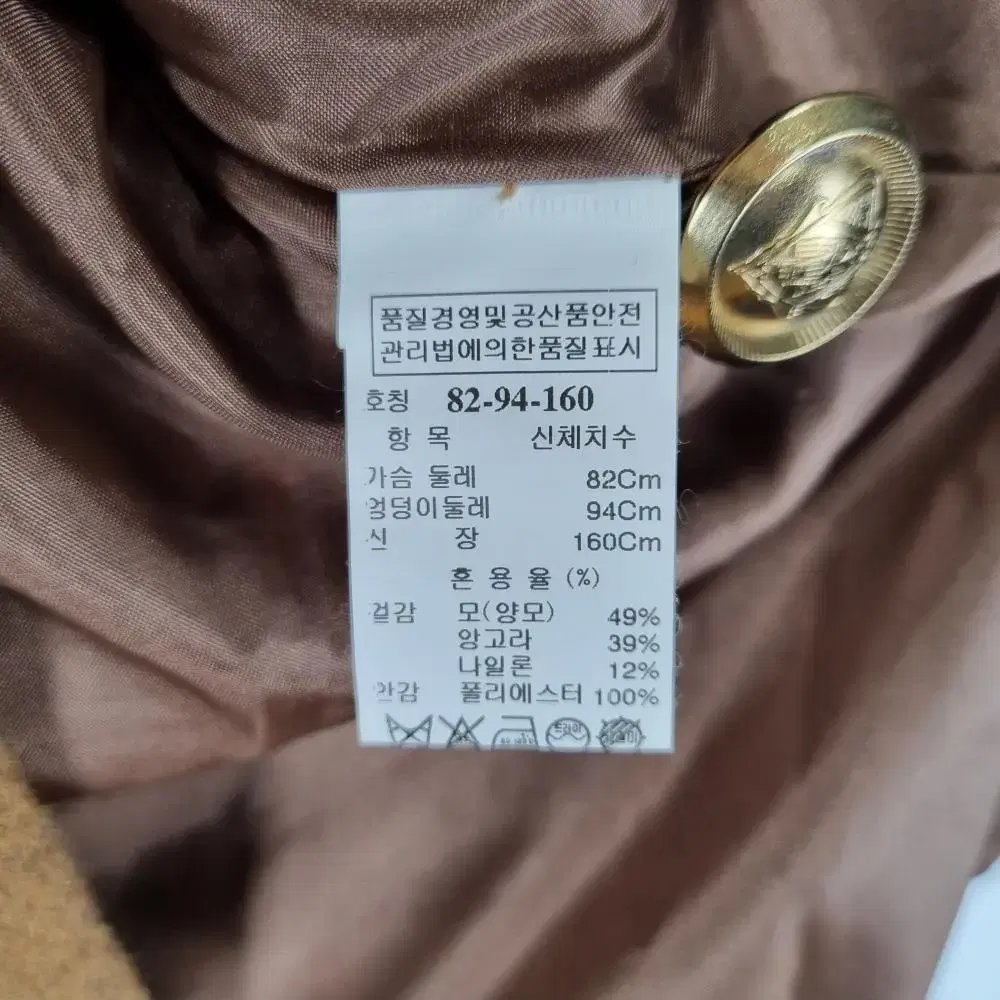 품질경영및공산품안전
관리법에의한품질표시
호칭 82-94-160
항 목 신체치수
가슴 둘레 82Cm
엉덩이둘레 94Cm
신 장 160Cm
혼 용 율 (%)
겉감 모(양모) 49%
앙고라 39%
나일론 12%
안감 폴리에스터 100%
드라이